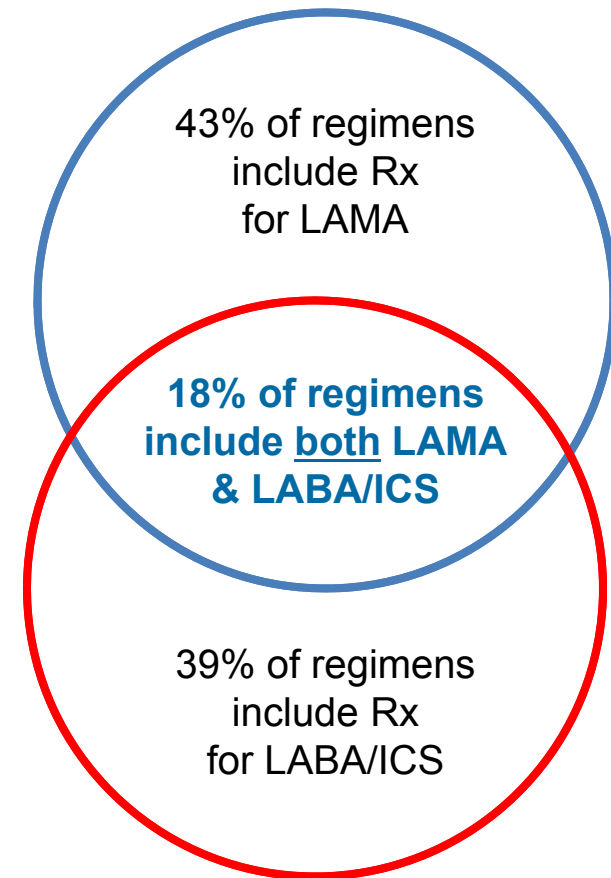 43% of regimens
include Rx
for LAMA
18% of regimens
include both LAMA
& LABA/ICS
39% of regimens
include Rx
for LABA/ICS